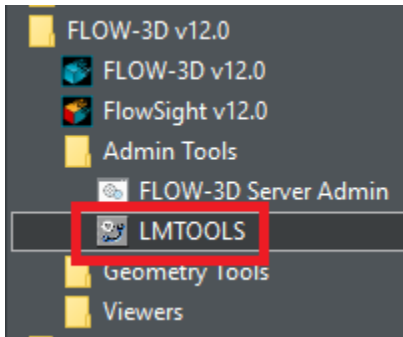 FLOW-3D v12.0
FLOW-3D v12.0
FlowSight v12.0
Admin Tools
FLOW-3D Server Admin
LMTOOLS
Geometry Tools
Viewers